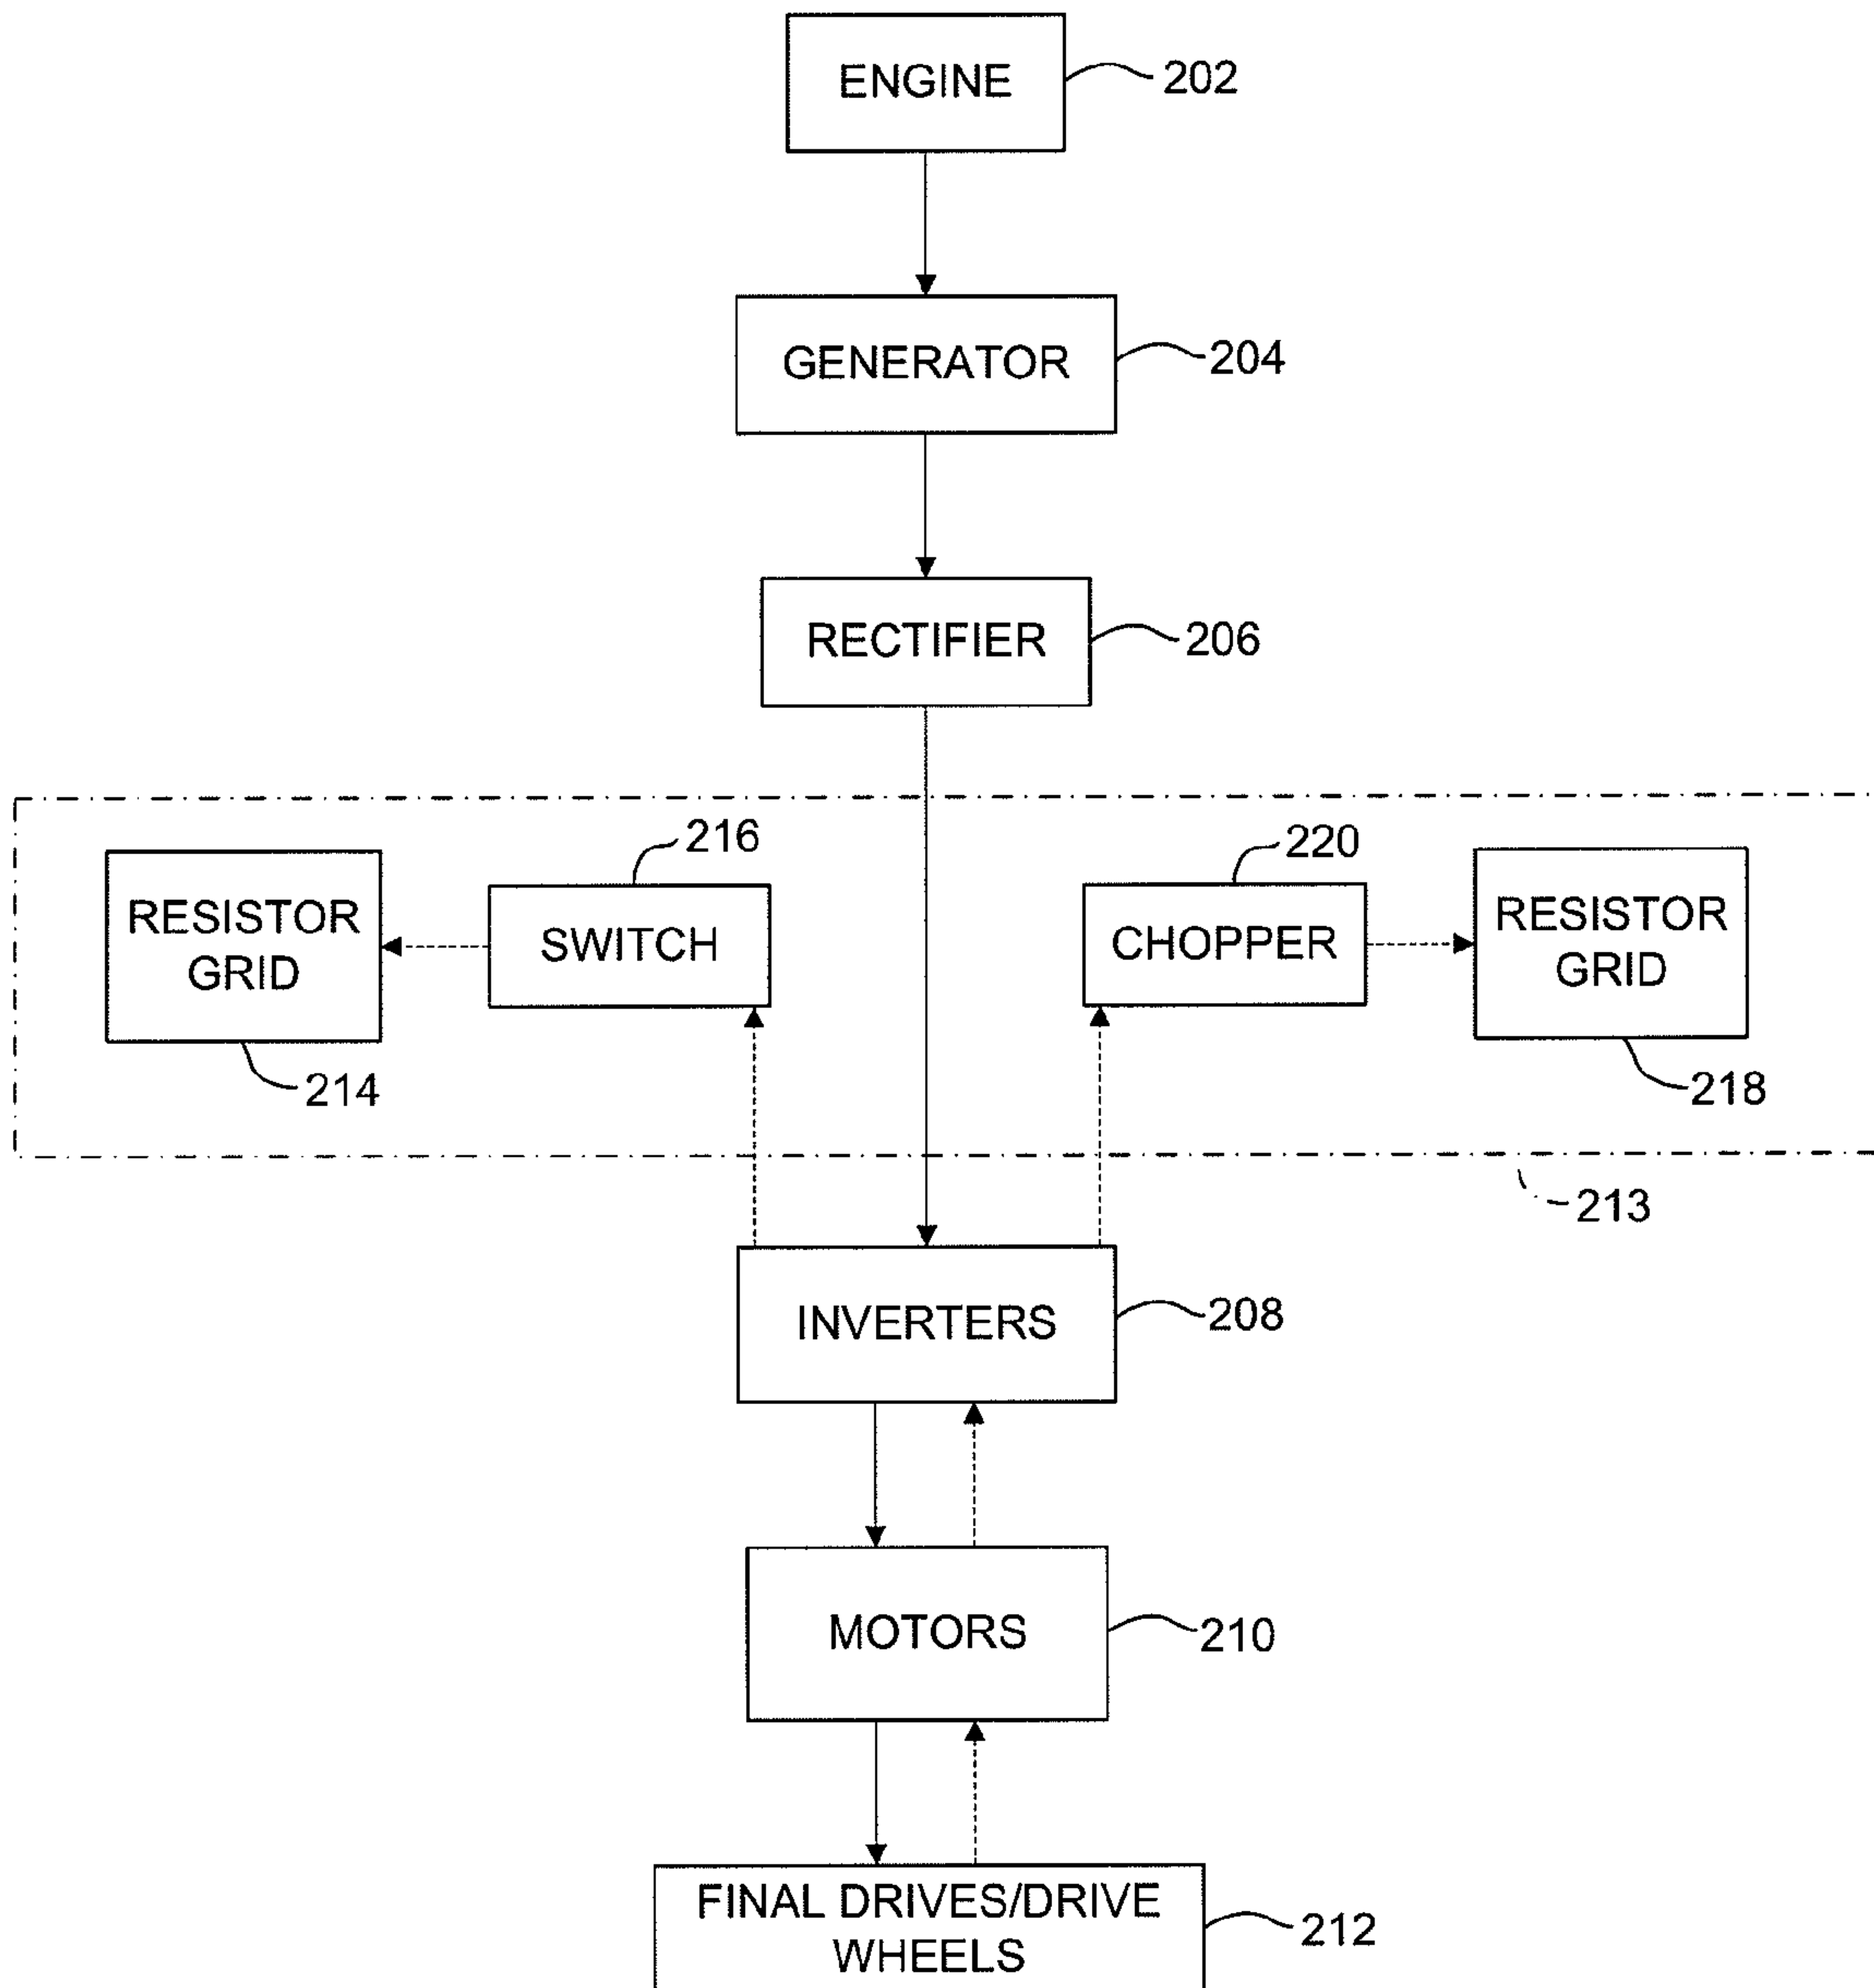 ENGINE
202
GENERATOR
204
RECTIFIER
206
216
220
RESISTOR
GRID
SWITCH
CHOPPER
RESISTOR
GRID
214
218
213
INVERTERS
208
MOTORS
210
FINAL DRIVES/DRIVE
WHEELS
212